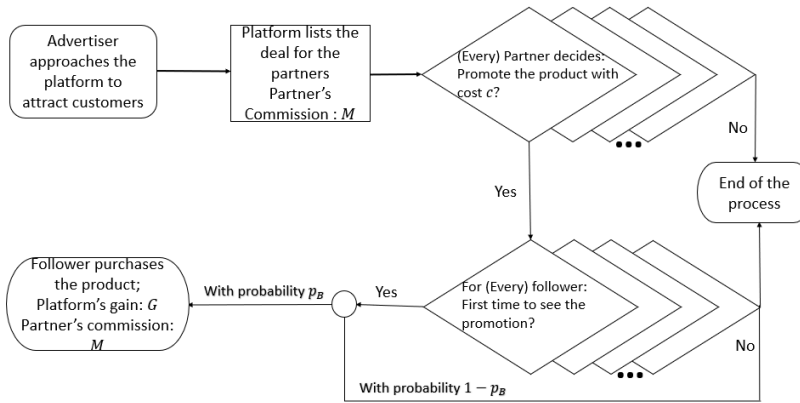 Advertiser
approaches the
platform to
attract customers
Platform lists the
deal for the
partners
Partner's
Commission : M
(Every) Partner decides:
Promote the product with
cost c?
No
End of the
process
Yes
For (Every) follower:
First time to see the
promotion?
No
Yes
With probability p_B
Follower purchases
the product;
Platform's gain: G
Partner's commission:
M
With probability 1 − p_B